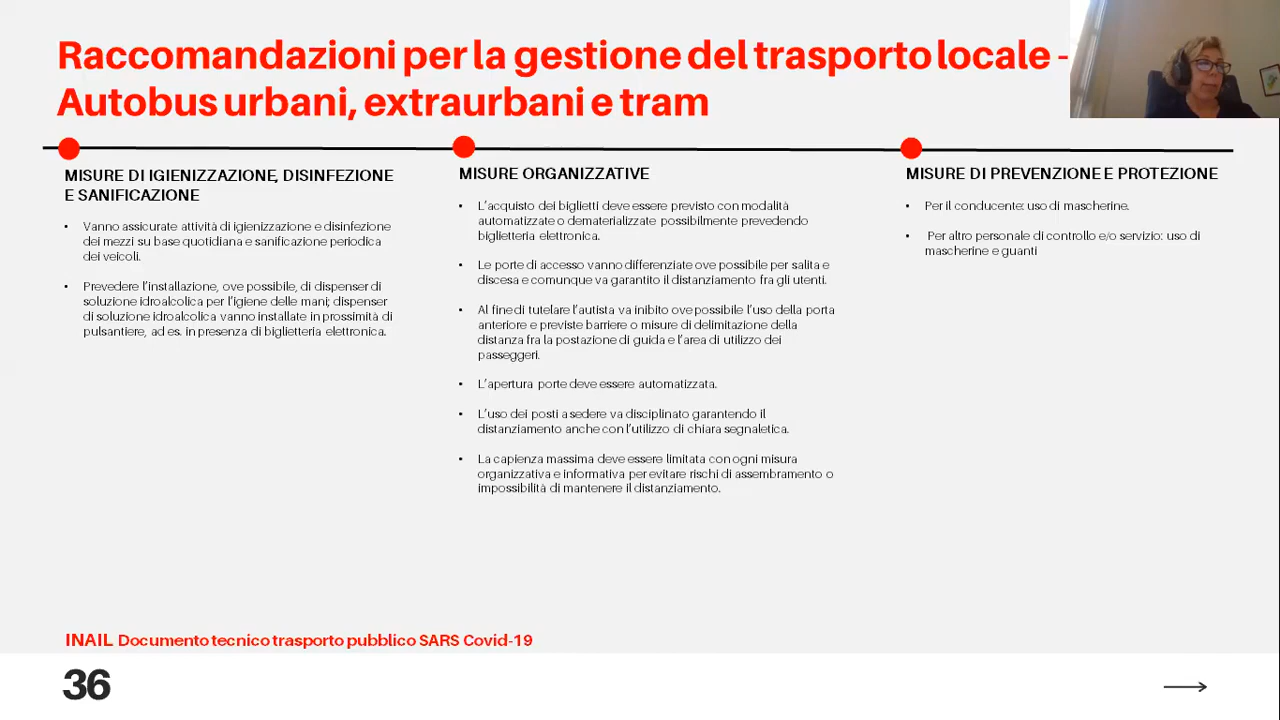 Raccomandazioni per la gestione del trasporto locale -
Autobus urbani, extraurbani e tram
MISURE DI IGIENIZZAZIONE, DISINFEZIONE
E SANIFICAZIONE
• Vanno assicurate attività di igienizzazione e disinfezione
dei mezzi su base quotidiana e sanificazione periodica
dei veicoli.
• Prevedere l'installazione, ove possibile, di dispenser di
soluzione idroalcolica per l'igiene delle mani; dispenser
di soluzione idroalcolica vanno installate in prossimità di
pulsantiere, ad es. in presenza di biglietteria elettronica.
MISURE ORGANIZZATIVE
• L'acquisto dei biglietti deve essere previsto con modalità
automatizzate o dematerializzate possibilmente prevedendo
biglietteria elettronica.
• Le porte di accesso vanno differenziate ove possibile per salita e
discesa e comunque va garantito il distanziamento fra gli utenti.
• Al fine di tutelare l'autista va inibito ove possibile l'uso della porta
anteriore e previste barriere o misure di delimitazione della
distanza fra la postazione di guida e l'area di utilizzo dei
passeggeri.
• L'apertura porte deve essere automatizzata.
• L'uso dei posti a sedere va disciplinato garantendo il
distanziamento anche con l'utilizzo di chiara segnaletica.
• La capienza massima deve essere limitata con ogni misura
organizzativa e informativa per evitare rischi di assembramento o
impossibilità di mantenere il distanziamento.
MISURE DI PREVENZIONE E PROTEZIONE
• Per il conducente: uso di mascherine.
• Per altro personale di controllo e/o servizio: uso di
mascherine e guanti
INAIL Documento tecnico trasporto pubblico SARS Covid-19
36